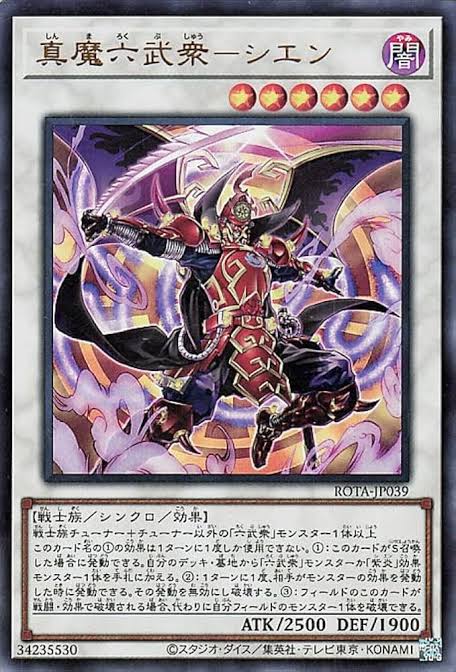 真魔六武衆－シエン
闇
ROTA-JP039
【戦士族／シンクロ／効果】
戦士族チューナー＋チューナー以外の「六武衆」モンスター1体以上
このカード名の①の効果は1ターンに1度しか使用できない。①：このカードがS召喚
した場合に発動できる。自分のデッキ・墓地から「六武衆」モンスターか「紫炎」効果
モンスター1体を手札に加える。②：1ターンに1度、相手がモンスターの効果を発動
した時に発動できる。その発動を無効にし破壊する。③：フィールドのこのカードが
戦闘・効果で破壊される場合、代わりに自分フィールドのモンスター1体を破壊できる。
ATK/2500 DEF/1900
34235530
©スタジオ・ダイス／集英社・テレビ東京・KONAMI